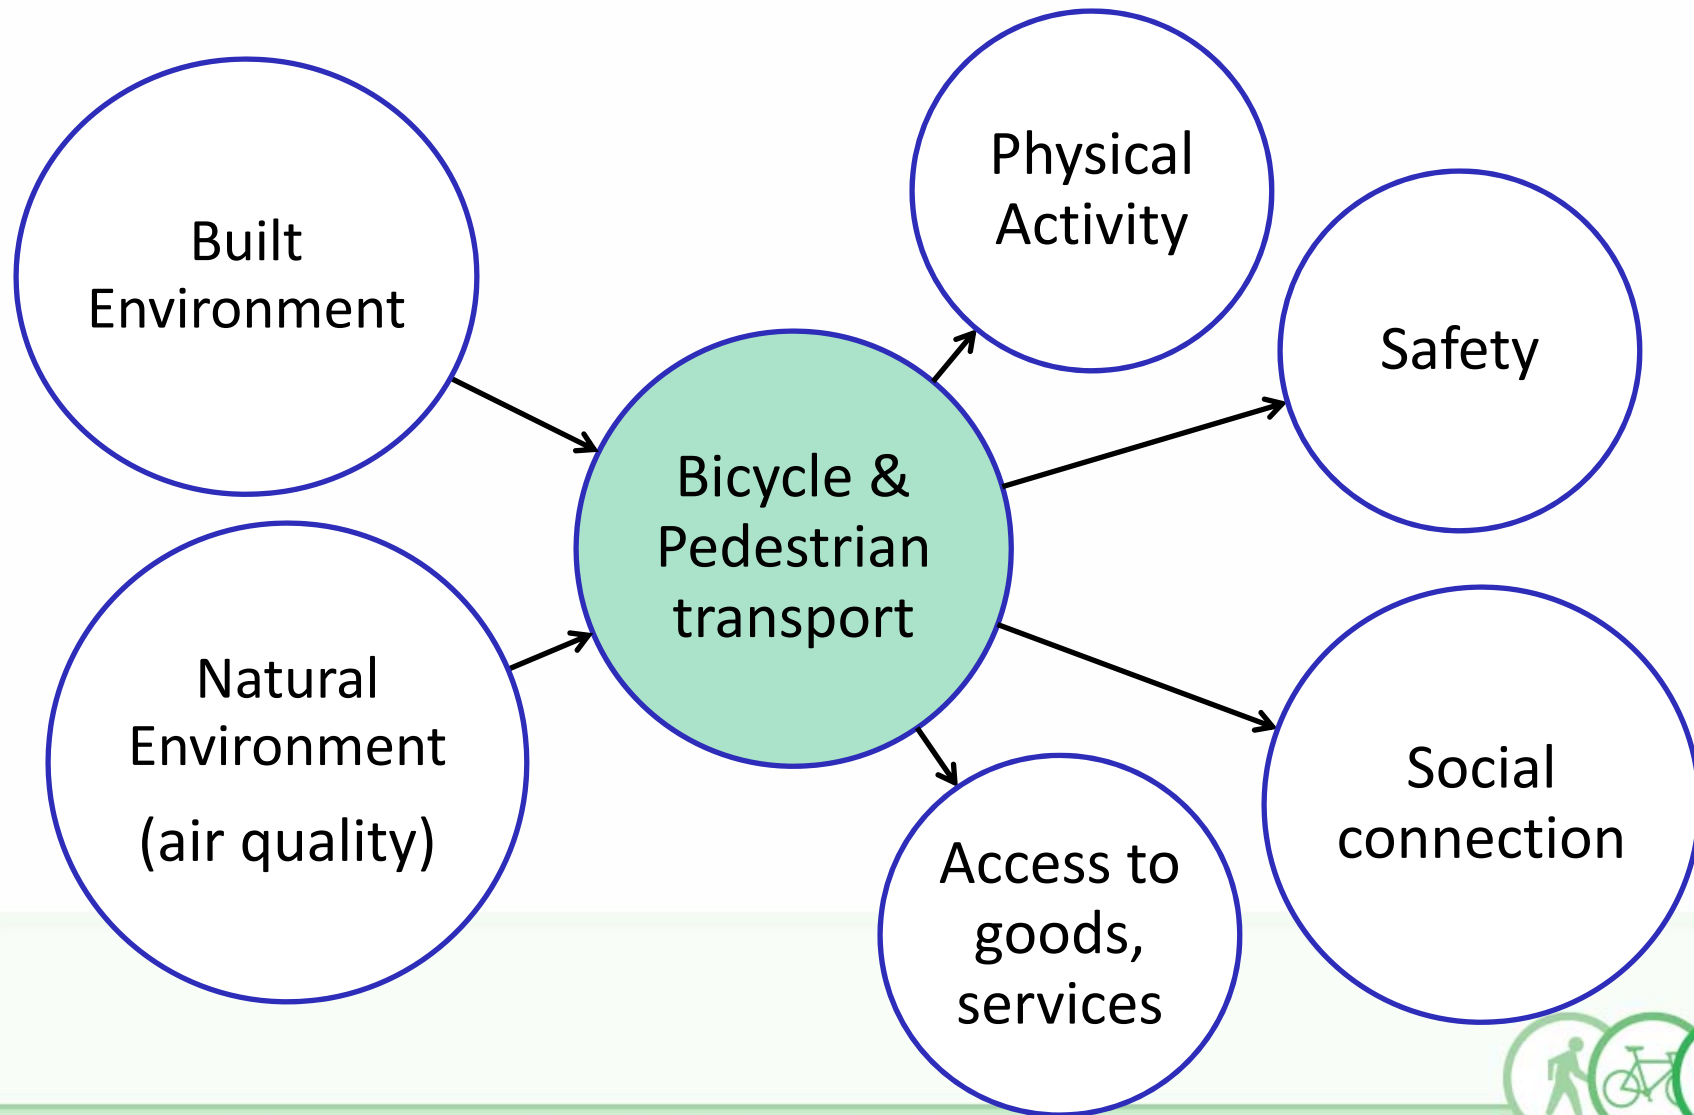 Built
Environment
Natural
Environment
(air quality)
Bicycle &
Pedestrian
transport
Physical
Activity
Safety
Social
connection
Access to
goods,
services